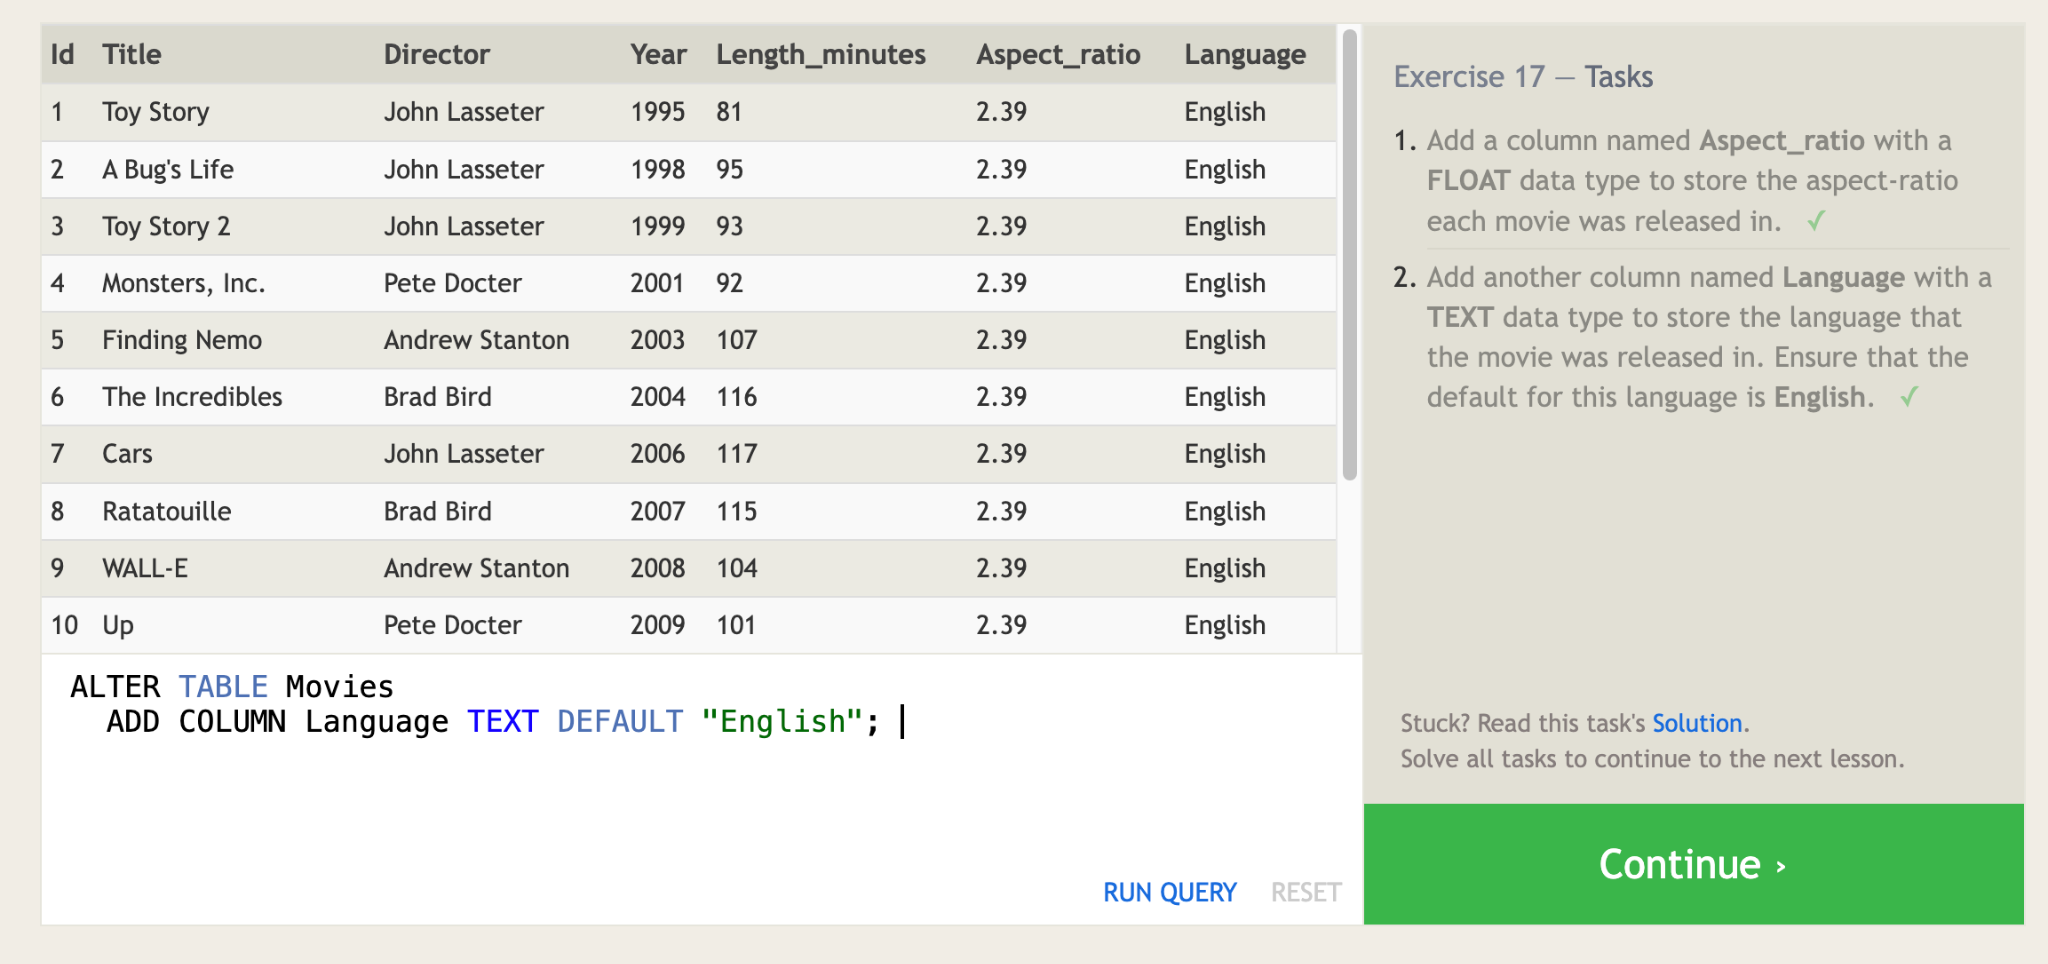 Id Title Director Year Length_minutes Aspect_ratio Language
1 Toy Story John Lasseter 1995 81 2.39 English
2 A Bug's Life John Lasseter 1998 95 2.39 English
3 Toy Story 2 John Lasseter 1999 93 2.39 English
4 Monsters, Inc. Pete Docter 2001 92 2.39 English
5 Finding Nemo Andrew Stanton 2003 107 2.39 English
6 The Incredibles Brad Bird 2004 116 2.39 English
7 Cars John Lasseter 2006 117 2.39 English
8 Ratatouille Brad Bird 2007 115 2.39 English
9 WALL-E Andrew Stanton 2008 104 2.39 English
10 Up Pete Docter 2009 101 2.39 English
ALTER TABLE Movies
ADD COLUMN Language TEXT DEFAULT "English";
RUN QUERY RESET
Exercise 17 — Tasks
1. Add a column named Aspect_ratio with a
FLOAT data type to store the aspect-ratio
each movie was released in. ✓
2. Add another column named Language with a
TEXT data type to store the language that
the movie was released in. Ensure that the
default for this language is English. ✓
Stuck? Read this task's Solution.
Solve all tasks to continue to the next lesson.
Continue ›